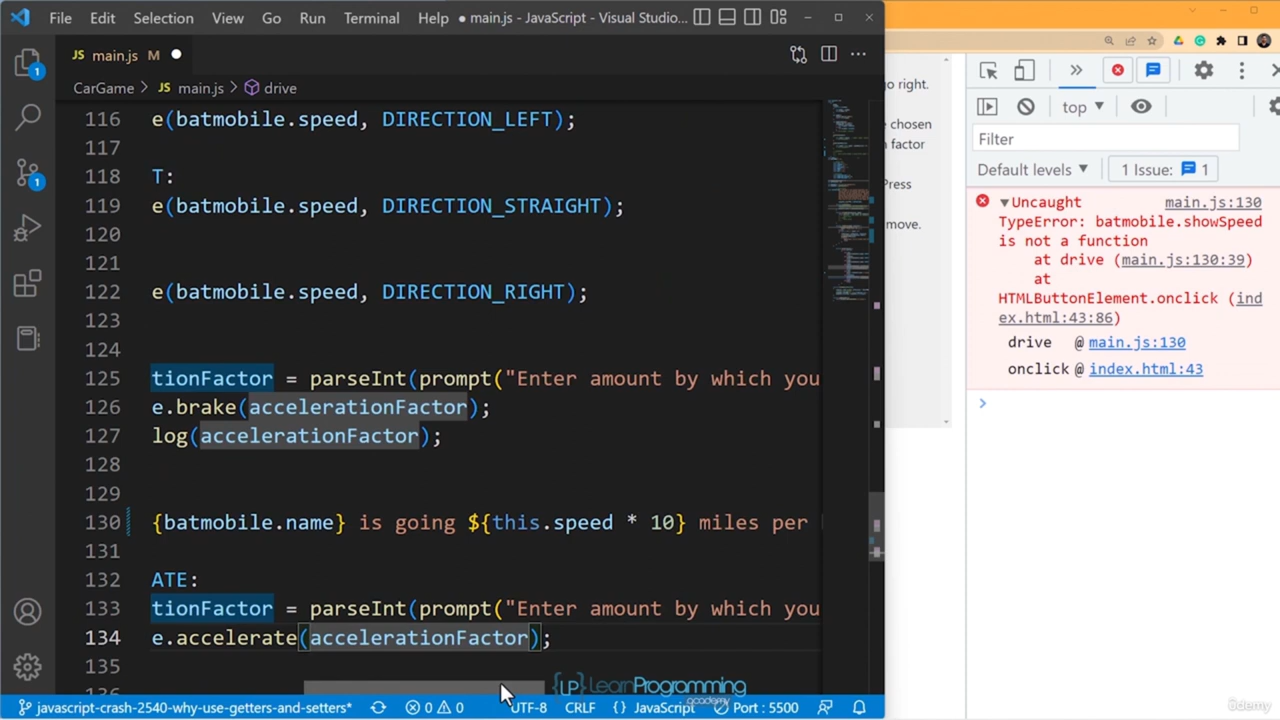 File Edit Selection View Go Run Terminal Help ● main.js - JavaScript - Visual Studio...
JS main.js M ●
CarGame > JS main.js > drive
116 e(batmobile.speed, DIRECTION_LEFT);
117
118 T:
119 e(batmobile.speed, DIRECTION_STRAIGHT);
120
121
122 e(batmobile.speed, DIRECTION_RIGHT);
123
124
125 tionFactor = parseInt(prompt("Enter amount by which you
126 e.brake(accelerationFactor);
127 log(accelerationFactor);
128
129
130 {batmobile.name} is going ${this.speed * 10} miles per
131
132 ATE:
133 tionFactor = parseInt(prompt("Enter amount by which you
134 e.accelerate(accelerationFactor);
135
1
1
{LP} LearnProgramming
academy
javascript-crash-2540-why-use-getters-and-setters* 0 0 UTF-8 CRLF {} JavaScript Port : 5500
go right.
chosen
factor
Press
move.
top
Filter
Default levels 1 Issue: 1
Uncaught main.js:130
TypeError: batmobile.showSpeed
is not a function
at drive (main.js:130:39)
at
HTMLButtonElement.onclick (ind
ex.html:43:86)
drive @ main.js:130
onclick @ index.html:43
ûdemy